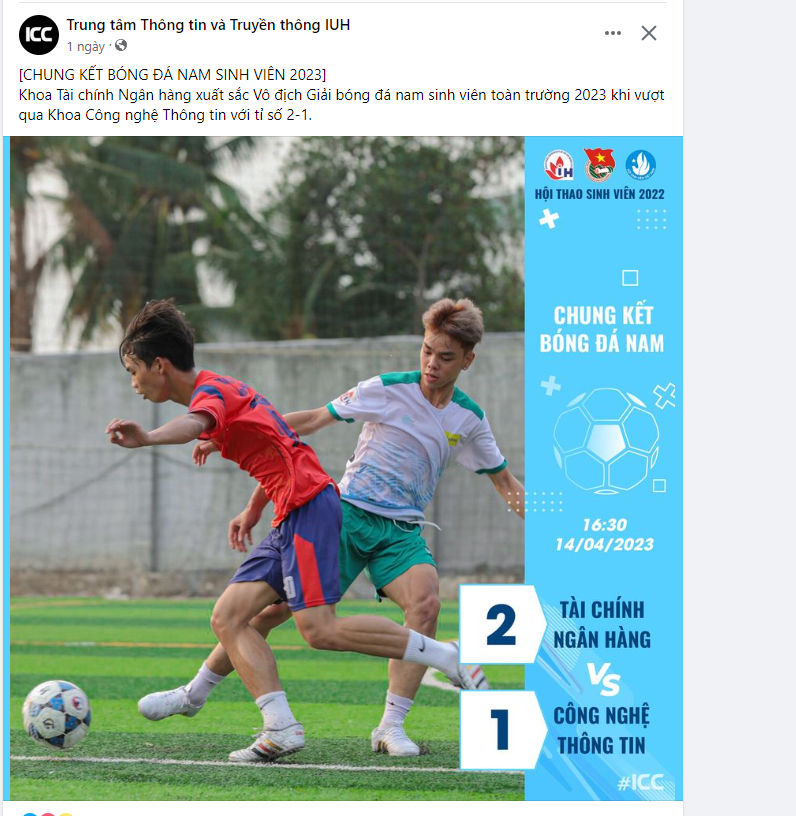 ICC
Trung tâm Thông tin và Truyền thông IUH
1 ngày ·
[CHUNG KẾT BÓNG ĐÁ NAM SINH VIÊN 2023]
Khoa Tài chính Ngân hàng xuất sắc Vô địch Giải bóng đá nam sinh viên toàn trường 2023 khi vượt
qua Khoa Công nghệ Thông tin với tỉ số 2-1.
IUH
HỘI THAO SINH VIÊN 2022
CHUNG KẾT
BÓNG ĐÁ NAM
16:30
14/04/2023
2
TÀI CHÍNH
NGÂN HÀNG
VS
1
CÔNG NGHỆ
THÔNG TIN
#ICC